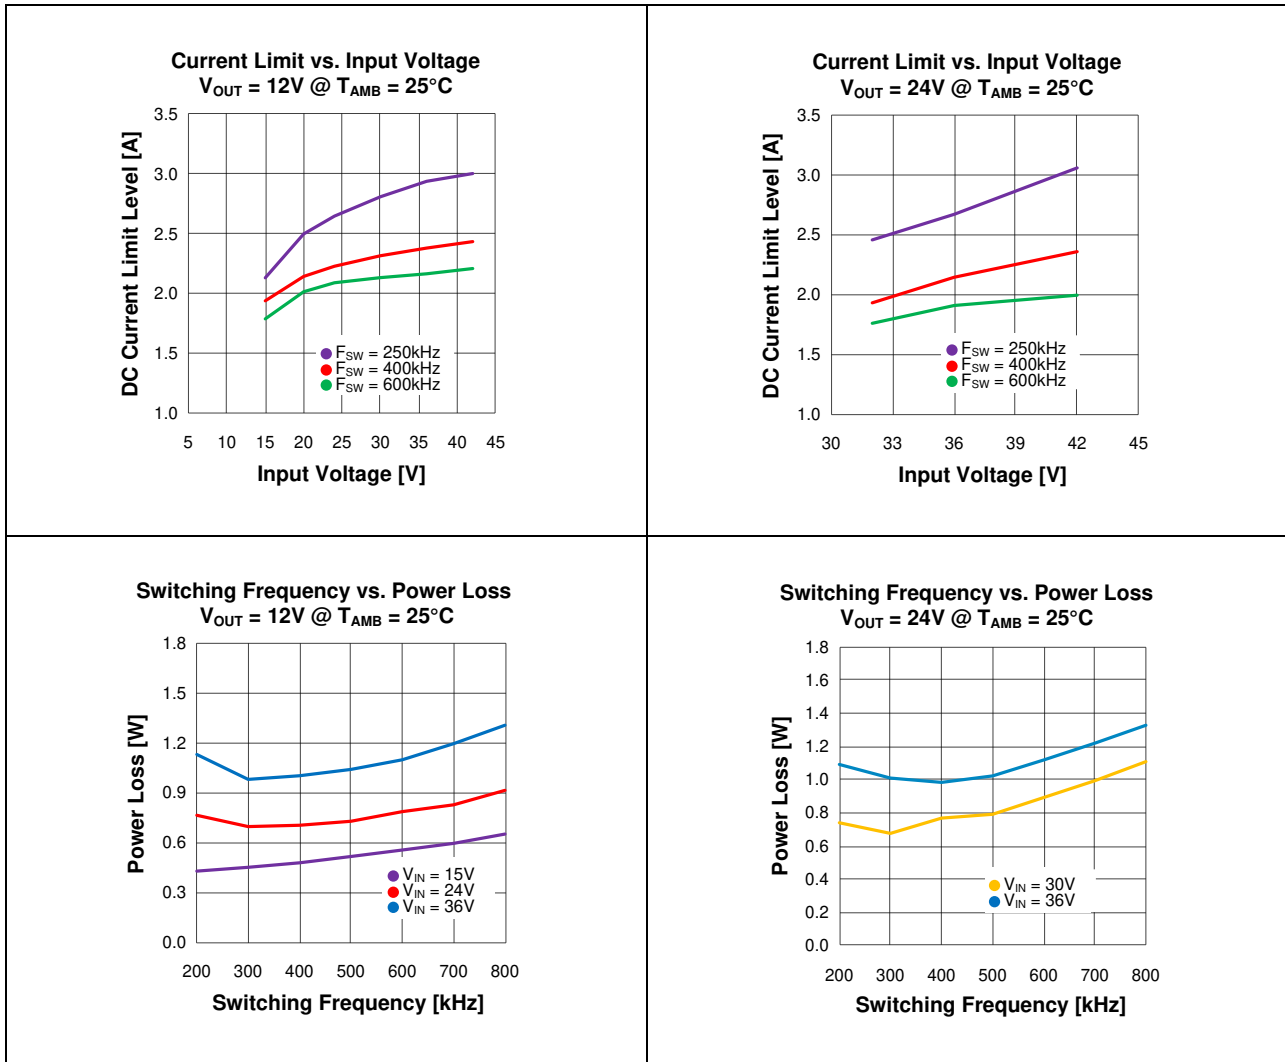 Current Limit vs. Input Voltage
VOUT = 12V @ TAMB = 25°C
DC Current Limit Level [A]
3.5
3.0
2.5
2.0
1.5
1.0
FSW = 250kHz
FSW = 400kHz
FSW = 600kHz
5 10 15 20 25 30 35 40 45
Input Voltage [V]
Current Limit vs. Input Voltage
VOUT = 24V @ TAMB = 25°C
DC Current Limit Level [A]
3.5
3.0
2.5
2.0
1.5
1.0
FSW = 250kHz
FSW = 400kHz
FSW = 600kHz
30 33 36 39 42 45
Input Voltage [V]
Switching Frequency vs. Power Loss
VOUT = 12V @ TAMB = 25°C
Power Loss [W]
1.8
1.5
1.2
0.9
0.6
0.3
0.0
VIN = 15V
VIN = 24V
VIN = 36V
200 300 400 500 600 700 800
Switching Frequency [kHz]
Switching Frequency vs. Power Loss
VOUT = 24V @ TAMB = 25°C
Power Loss [W]
1.8
1.6
1.4
1.2
1.0
0.8
0.6
0.4
0.2
0.0
VIN = 30V
VIN = 36V
200 300 400 500 600 700 800
Switching Frequency [kHz]